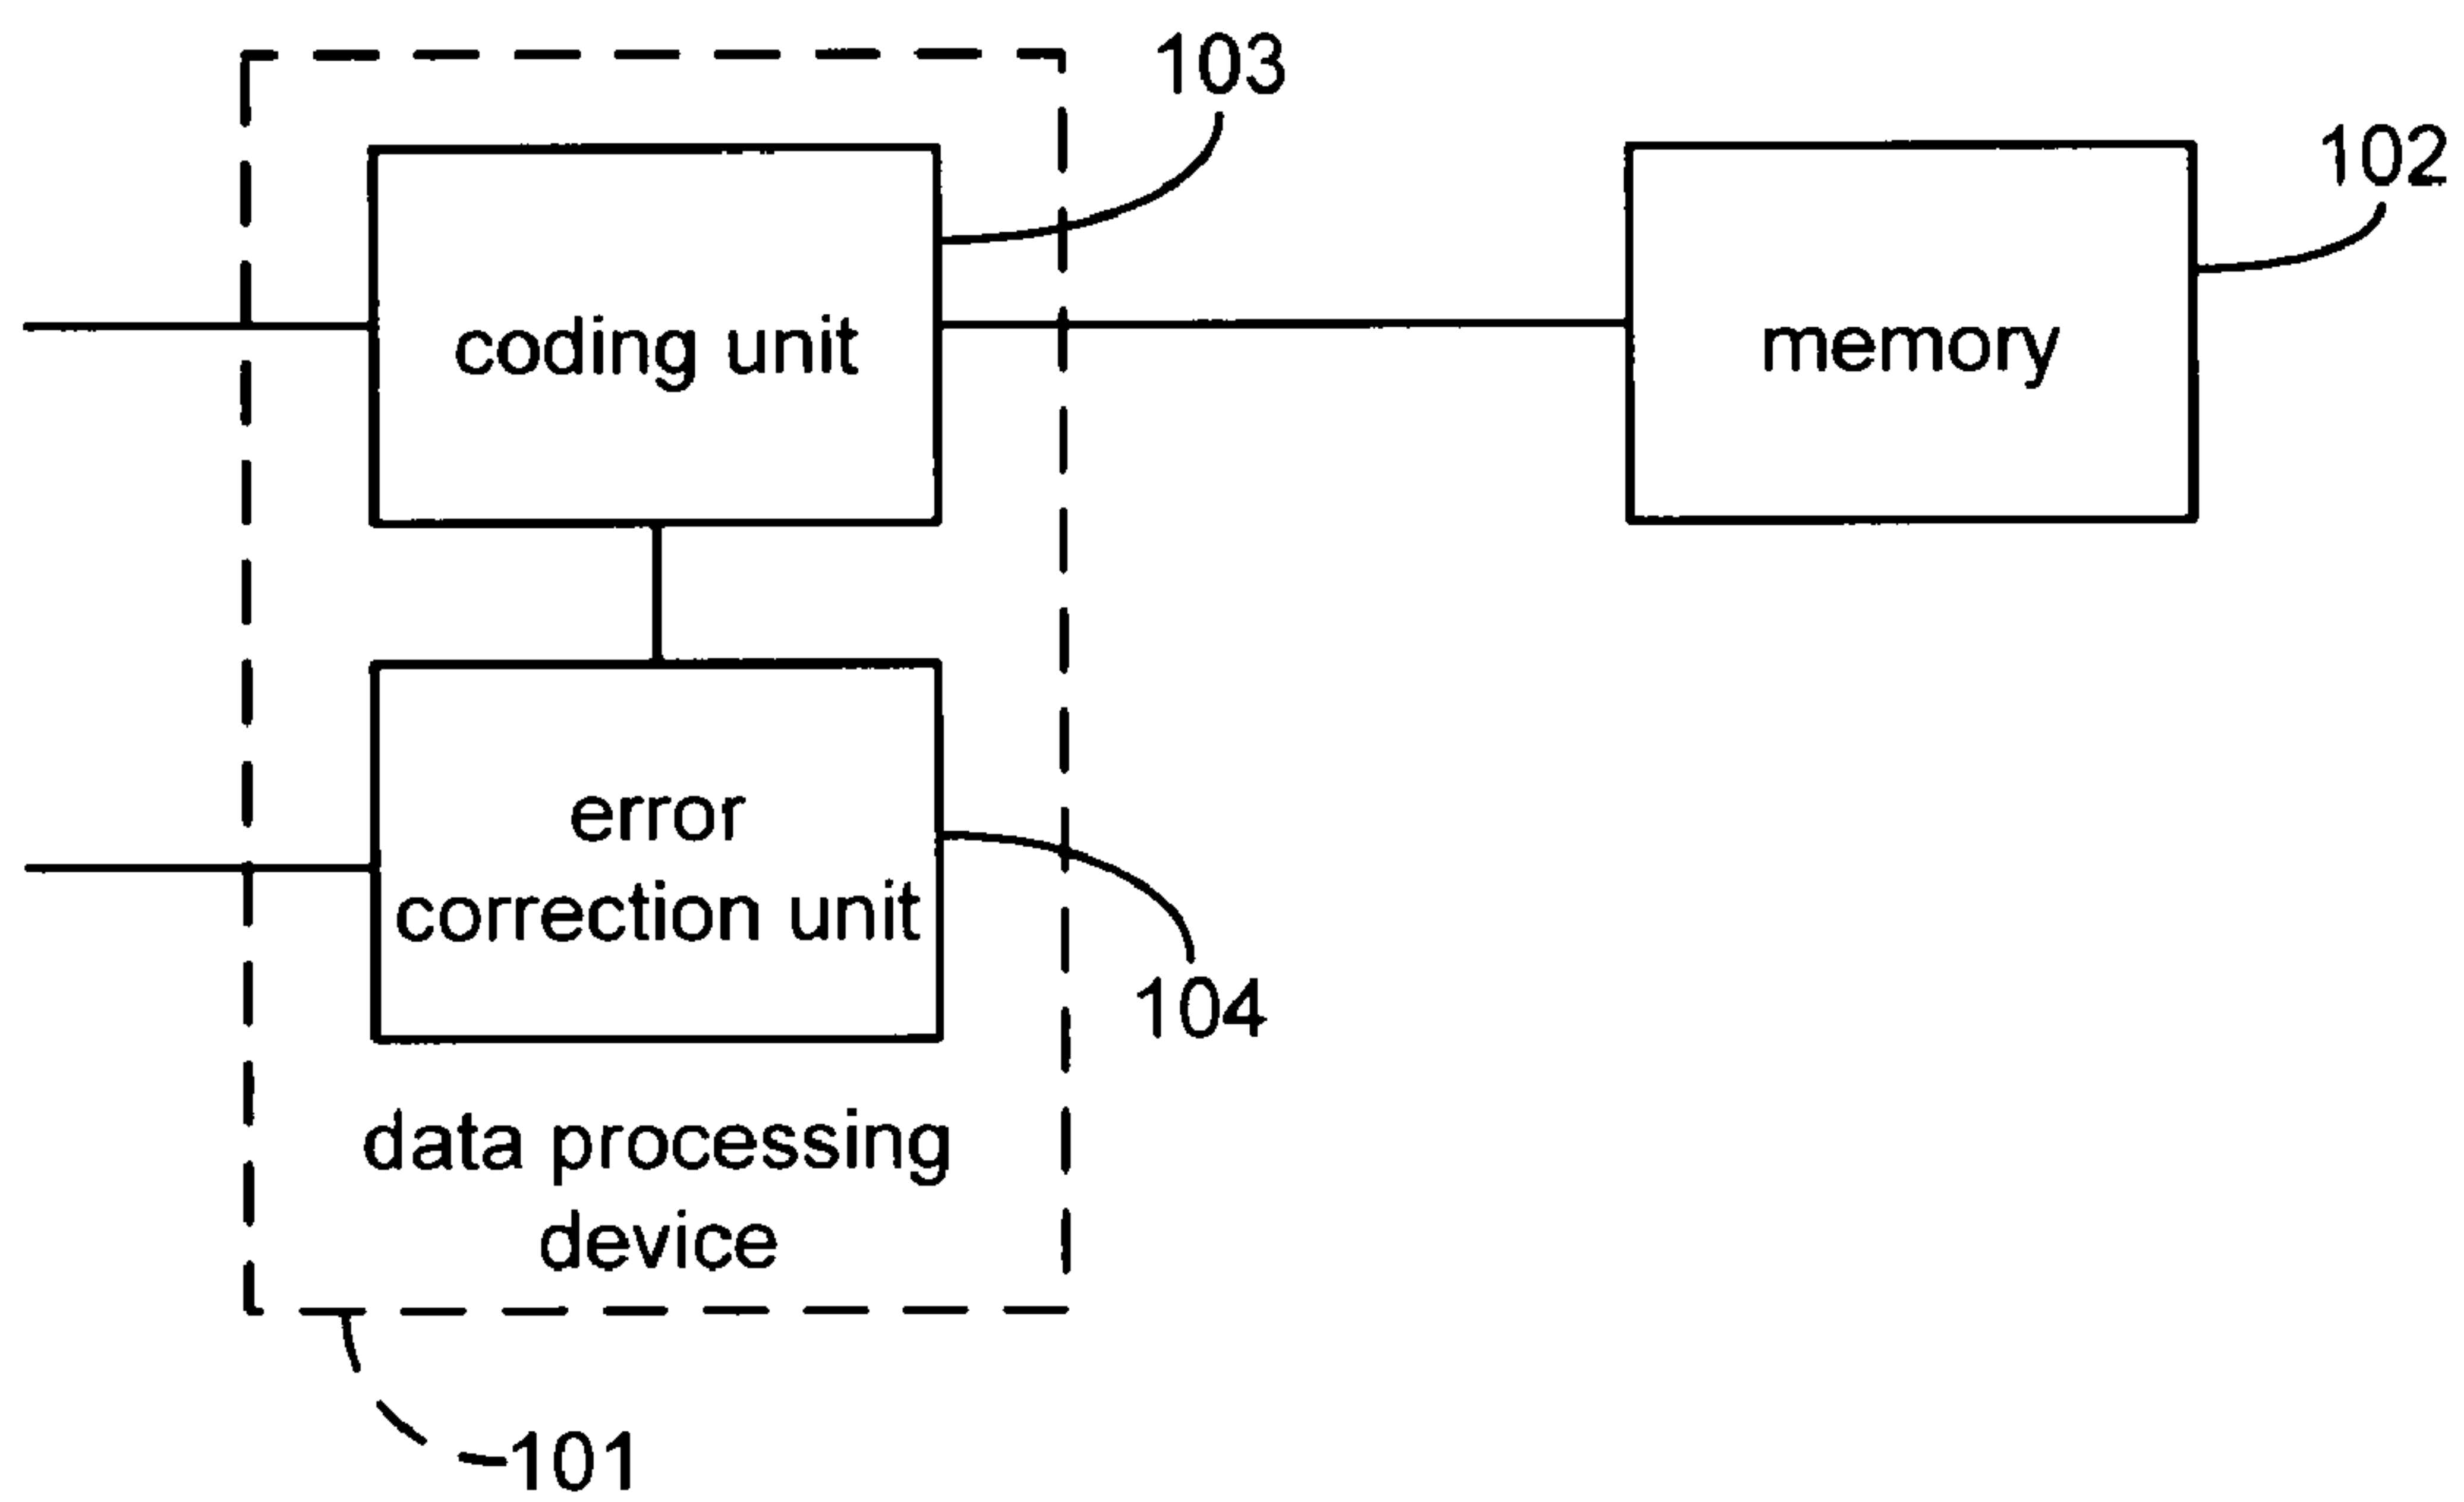 103
102
coding unit
memory
error
correction unit
104
data processing
device
101